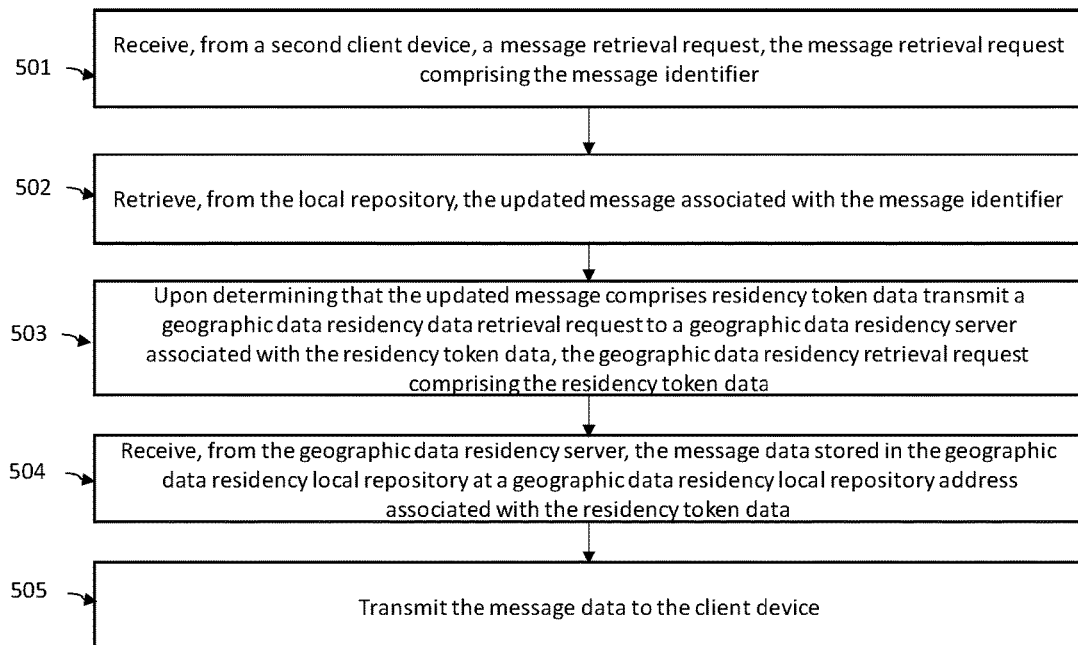 Receive, from a second client device, a message retrieval request, the message retrieval request
501
comprising the message identifier
502
Retrieve, from the local repository, the updated message associated with the message identifier
Upon determining that the updated message comprises residency token data transmit a
503
geographic data residency data retrieval request to a geographic data residency server
associated with the residency token data, the geographic data residency retrieval request
comprising the residency token data
504
Receive, from the geographic data residency server, the message data stored in the geographic
data residency local repository at a geographic data residency local repository address
associated with the residency token data
505
Transmit the message data to the client device